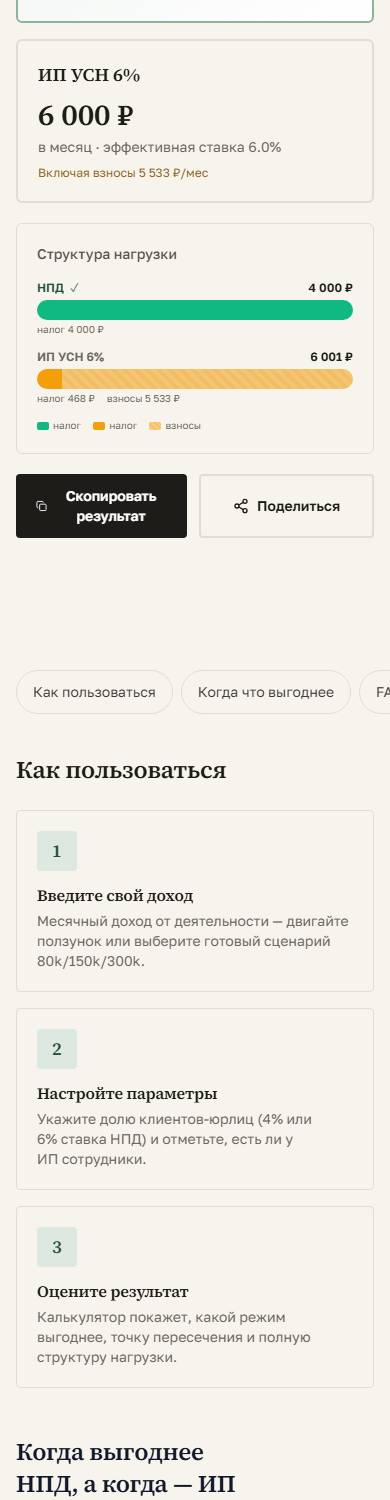 ИП УСН 6%
6 000 ₽
в месяц · эффективная ставка 6.0%
Включая взносы 5 533 ₽/мес
Структура нагрузки
НПД ✓ 4 000 ₽
налог 4 000 ₽
ИП УСН 6% 6 001 ₽
налог 468 ₽ взносы 5 533 ₽
налог налог взносы
Скопировать
результат
Поделиться
Как пользоваться Когда что выгоднее FA
Как пользоваться
1
Введите свой доход
Месячный доход от деятельности — двигайте
ползунок или выберите готовый сценарий
80k/150k/300k.
2
Настройте параметры
Укажите долю клиентов-юрлиц (4% или
6% ставка НПД) и отметьте, есть ли у
ИП сотрудники.
3
Оцените результат
Калькулятор покажет, какой режим
выгоднее, точку пересечения и полную
структуру нагрузки.
Когда выгоднее
НПД, а когда — ИП